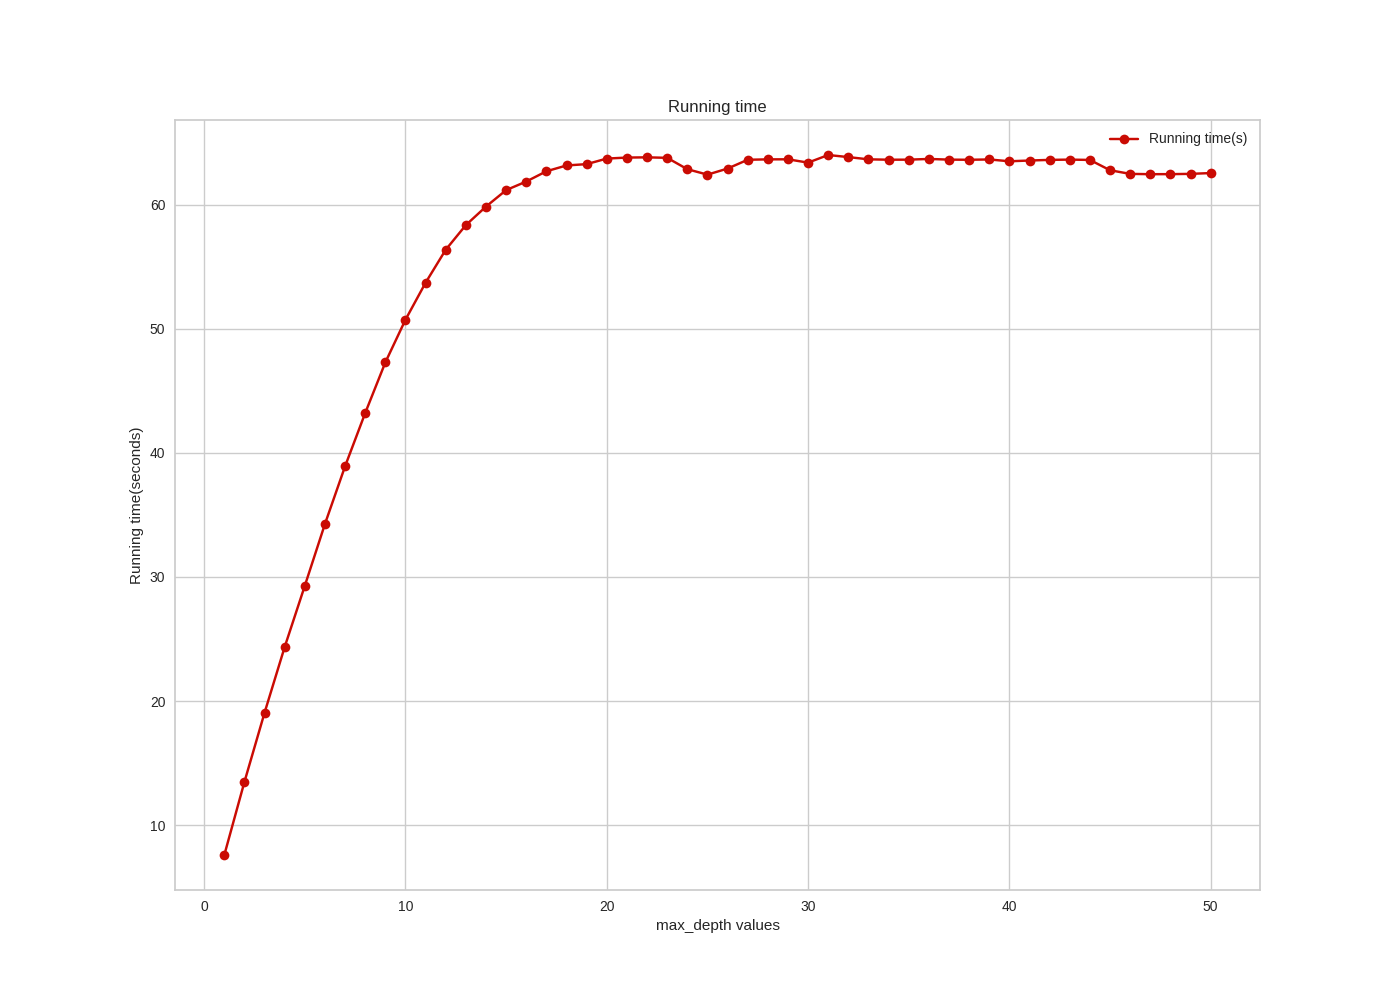 Running time
Running time(s)
60
50
40
30
20
10
Running time(seconds)
0 10 20 30 40 50
max_depth values